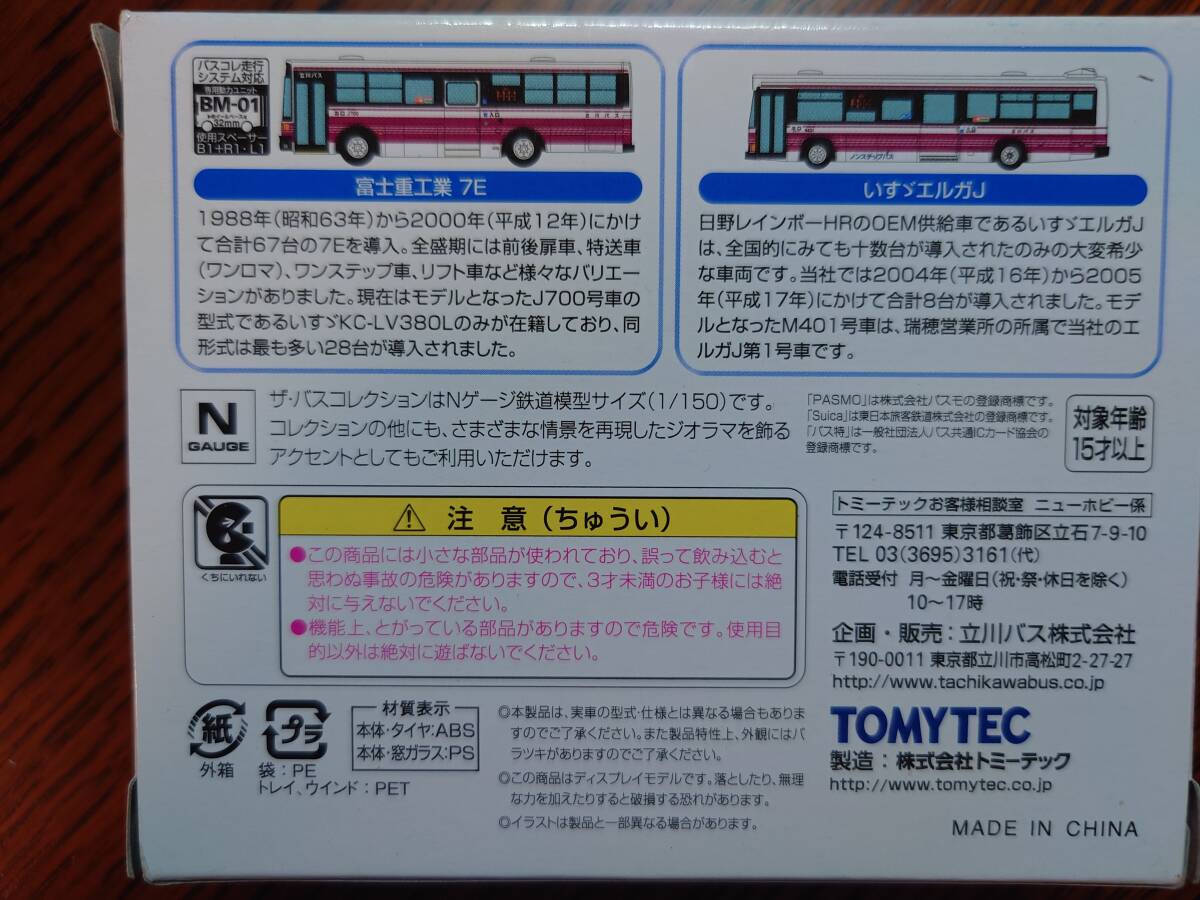 バスコレ走行
システム対応
専用動力ユニット
BM-01
ホイールベース
32mm
使用スペーサー
B1+R1・L1
立川バス
富士重工業 7E
1988年(昭和63年)から2000年(平成12年)にかけ
て合計67台の7Eを導入。全盛期には前後扉車、特送車
(ワンロマ)、ワンステップ車、リフト車など様々なバリエー
ションがありました。現在はモデルとなったJ700号車の
型式であるいすゞKC-LV380Lのみが在籍しており、同
形式は最も多い28台が導入されました。
ノンステップバス
いすゞエルガJ
日野レインボーHRのOEM供給車であるいすゞエルガJ
は、全国的にみても十数台が導入されたのみの大変希少
な車両です。当社では2004年(平成16年)から2005
年(平成17年)にかけて合計8台が導入されました。モデ
ルとなったM401号車は、瑞穂営業所の所属で当社のエ
ルガJ第1号車です。
N
GAUGE
ザ・バスコレクションはNゲージ鉄道模型サイズ(1/150)です。
コレクションの他にも、さまざまな情景を再現したジオラマを飾る
アクセントとしてもご利用いただけます。
「PASMO」は株式会社パスモの登録商標です。
「Suica」は東日本旅客鉄道株式会社の登録商標です。
「バス特」は一般社団法人バス共通ICカード協会の
登録商標です。
対象年齢
15才以上
くちにいれない
注 意(ちゅうい)
●この商品には小さな部品が使われており、誤って飲み込むと
思わぬ事故の危険がありますので、3才未満のお子様には絶
対に与えないでください。
●機能上、とがっている部品がありますので危険です。使用目
的以外は絶対に遊ばないでください。
トミーテックお客様相談室 ニューホビー係
〒124-8511 東京都葛飾区立石7-9-10
TEL 03(3695)3161(代)
電話受付 月～金曜日(祝・祭・休日を除く)
10～17時
企画・販売:立川バス株式会社
〒190-0011 東京都立川市高松町2-27-27
http://www.tachikawabus.co.jp
TOMYTEC
製造:株式会社トミーテック
http://www.tomytec.co.jp
MADE IN CHINA
紙
外箱
プラ
袋:PE
トレイ、ウインド:PET
材質表示
本体・タイヤ:ABS
本体・窓ガラス:PS
◎本製品は、実車の型式・仕様とは異なる場合もありま
すのでご了承ください。また製品特性上、外観にはバ
ラツキがありますのでご了承ください。
◎この商品はディスプレイモデルです。落としたり、無理
な力を加えたりすると破損する恐れがあります。
◎イラストは製品と一部異なる場合があります。